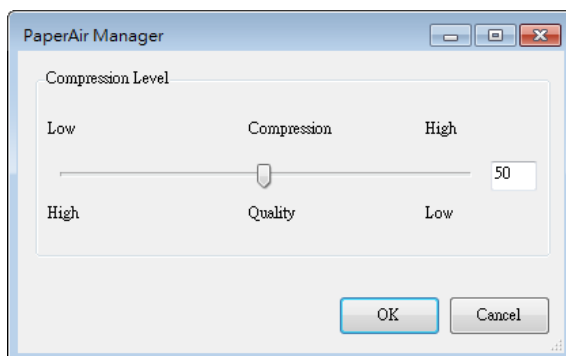 PaperAir Manager
Compression Level
Low Compression High
50
High Quality Low
OK Cancel